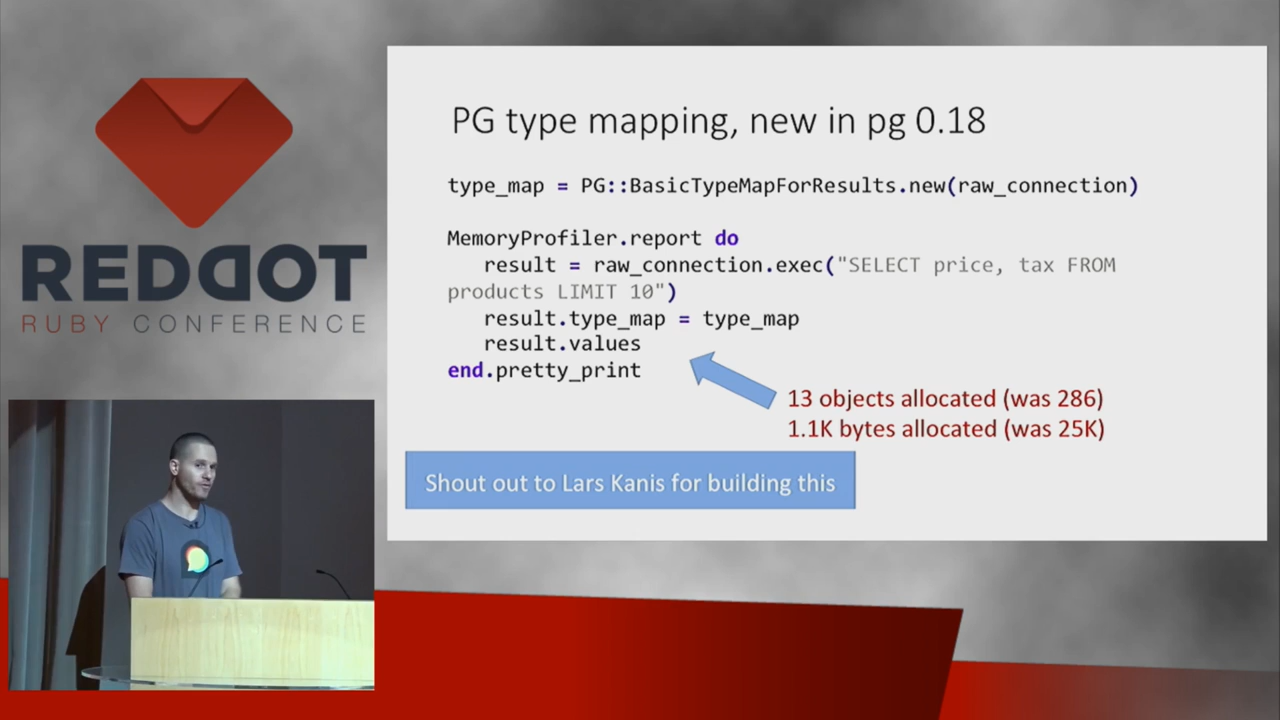 REDDOT
RUBY CONFERENCE
PG type mapping, new in pg 0.18
type_map = PG::BasicTypeMapForResults.new(raw_connection)
MemoryProfiler.report do
result = raw_connection.exec("SELECT price, tax FROM
products LIMIT 10")
result.type_map = type_map
result.values
end.pretty_print
13 objects allocated (was 286)
1.1K bytes allocated (was 25K)
Shout out to Lars Kanis for building this